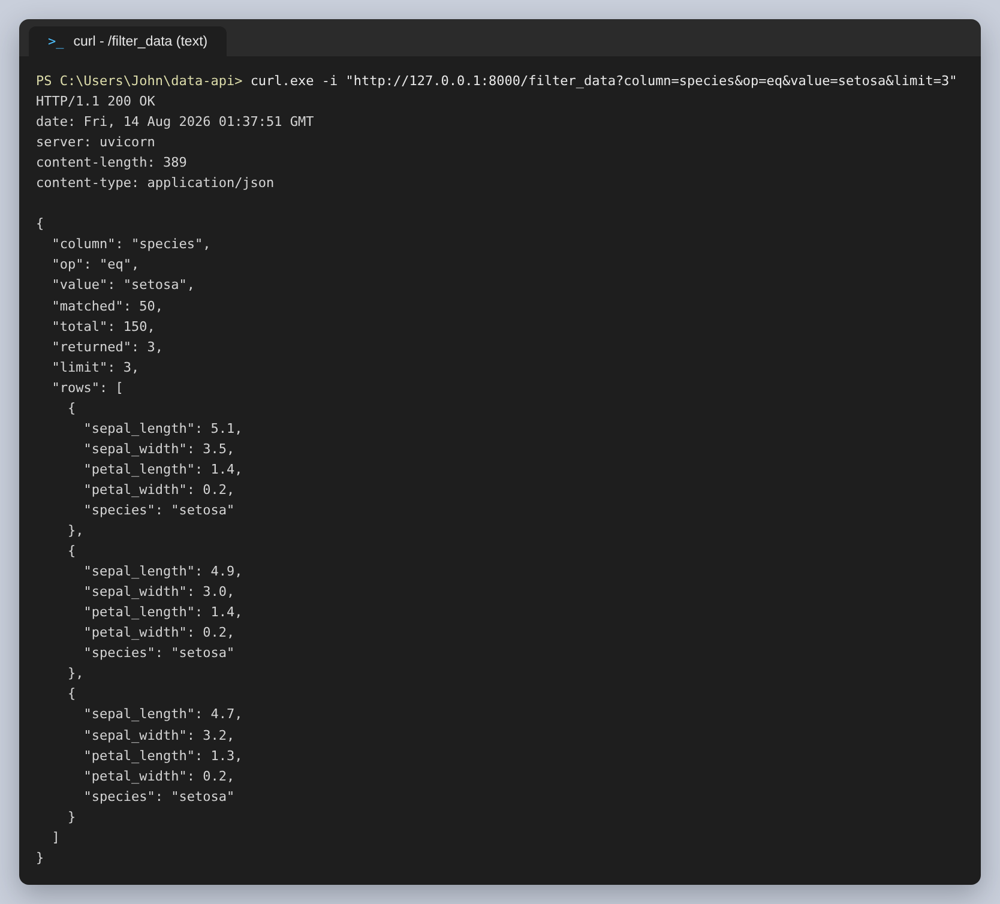 >_ curl - /filter_data (text)
PS C:\Users\John\data-api> curl.exe -i "http://127.0.0.1:8000/filter_data?column=species&op=eq&value=setosa&limit=3"
HTTP/1.1 200 OK
date: Fri, 14 Aug 2026 01:37:51 GMT
server: uvicorn
content-length: 389
content-type: application/json

{
  "column": "species",
  "op": "eq",
  "value": "setosa",
  "matched": 50,
  "total": 150,
  "returned": 3,
  "limit": 3,
  "rows": [
    {
      "sepal_length": 5.1,
      "sepal_width": 3.5,
      "petal_length": 1.4,
      "petal_width": 0.2,
      "species": "setosa"
    },
    {
      "sepal_length": 4.9,
      "sepal_width": 3.0,
      "petal_length": 1.4,
      "petal_width": 0.2,
      "species": "setosa"
    },
    {
      "sepal_length": 4.7,
      "sepal_width": 3.2,
      "petal_length": 1.3,
      "petal_width": 0.2,
      "species": "setosa"
    }
  ]
}